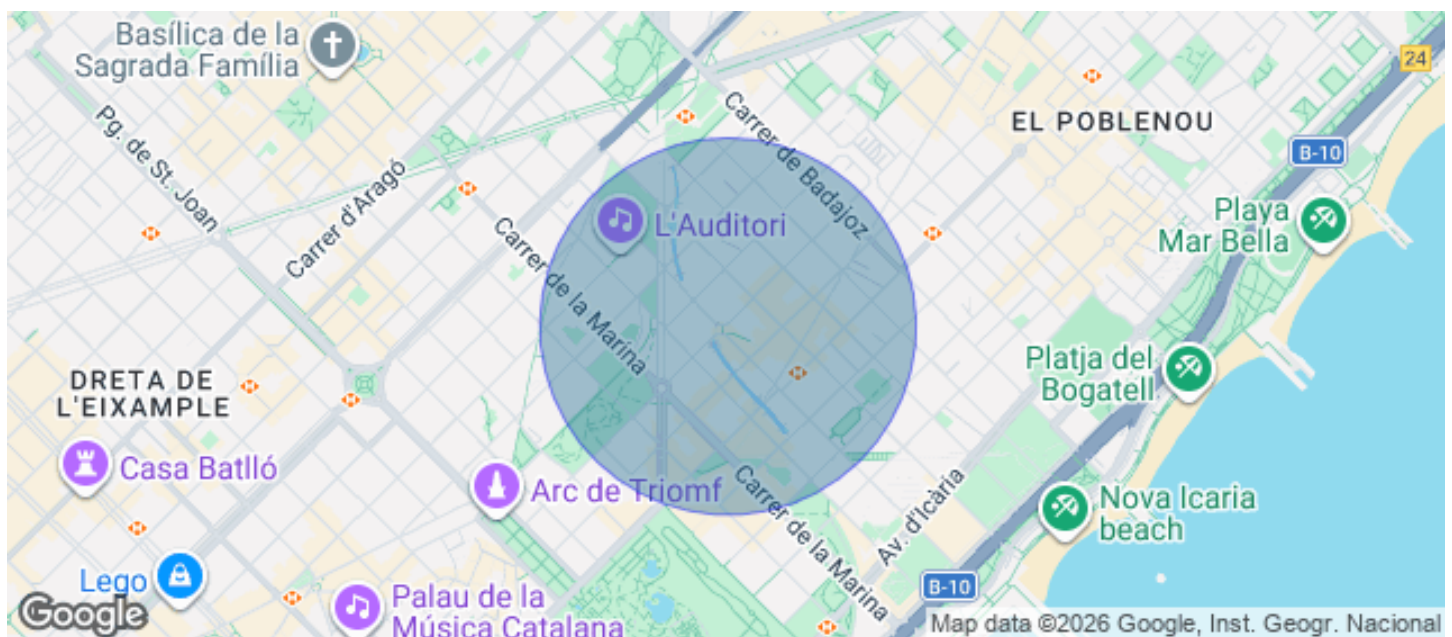 Basílica de la
Sagrada Família
24
Carrer de Badajoz
EL POBLENOU
B-10
Pg. de St. Joan
Carrer d'Aragó
L'Auditori
Playa
Mar Bella
Carrer de la Marina
Platja del
Bogatell
DRETA DE
L'EIXAMPLE
Casa Batlló
Arc de Triomf
Nova Icaria
beach
Av. d'Icària
Carrer de la Marina
Lego
B-10
Palau de la
Música Catalana
Google
Map data ©2026 Google, Inst. Geogr. Nacional